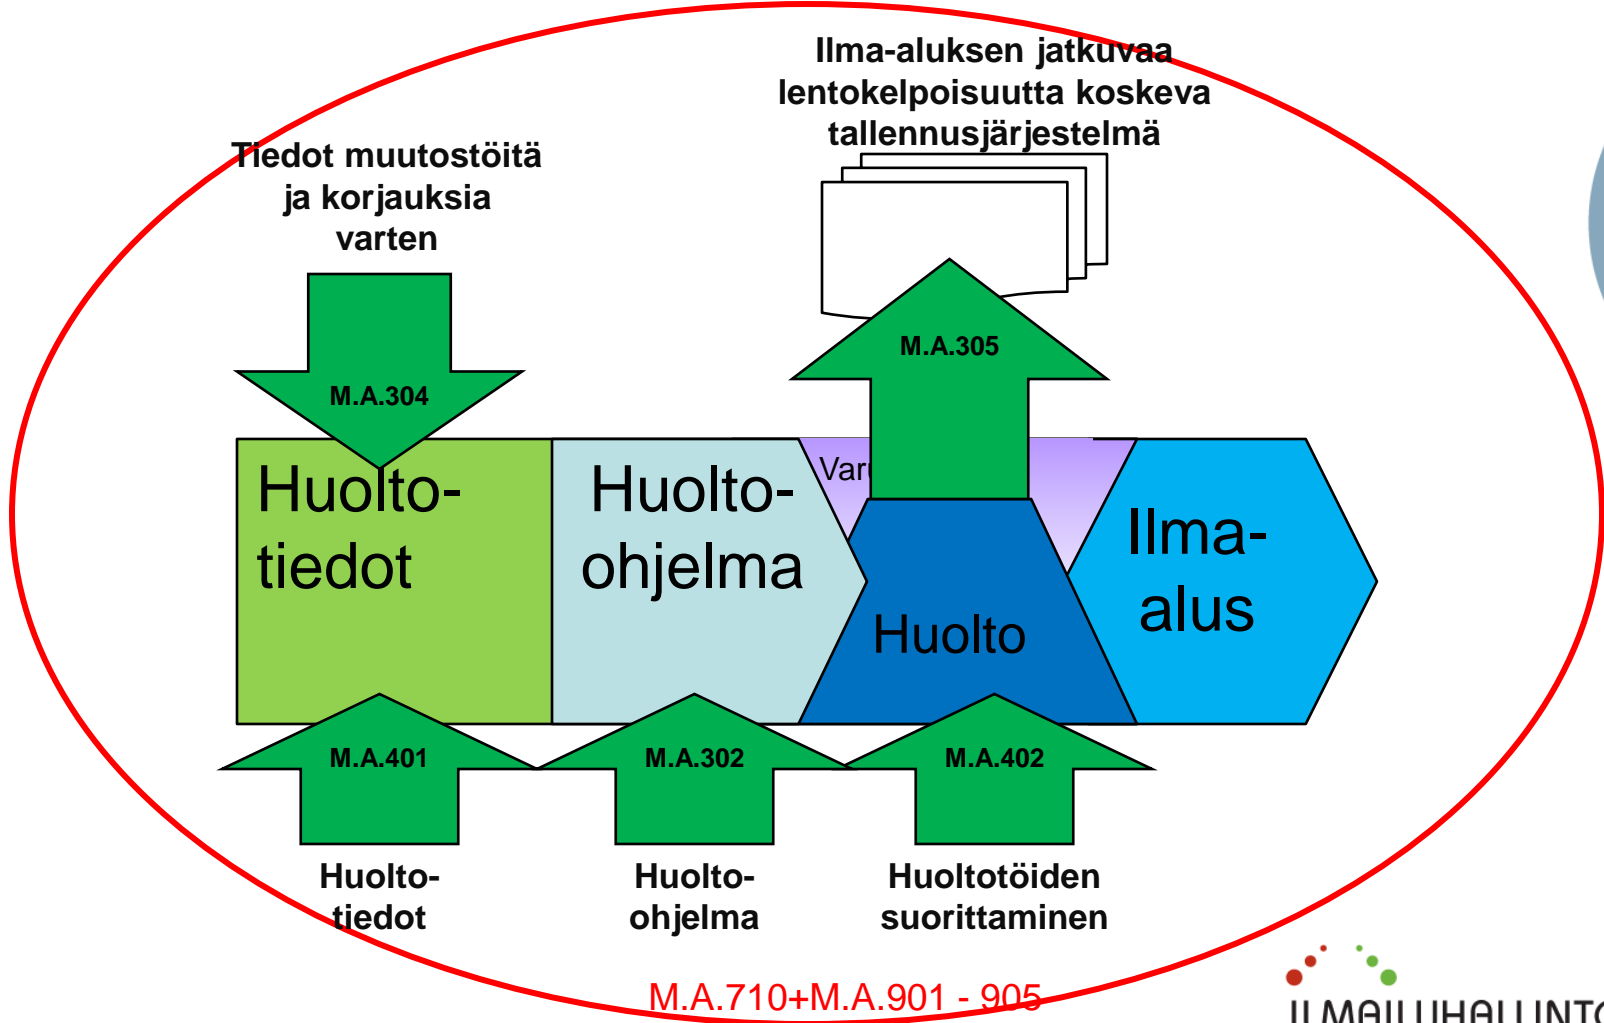 Ilma-aluksen jatkuvaa
lentokelpoisuutta koskeva
tallennusjärjestelmä
Tiedot muutostöitä
ja korjauksia
varten
M.A.305
M.A.304
Huolto-
tiedot
Huolto-
ohjelma
Huolto
Ilma-
alus
M.A.401
M.A.302
M.A.402
Huolto-
tiedot
Huolto-
ohjelma
Huoltotöiden
suorittaminen
M.A.710+M.A.901 - 905
ILMAILUHALLINTO